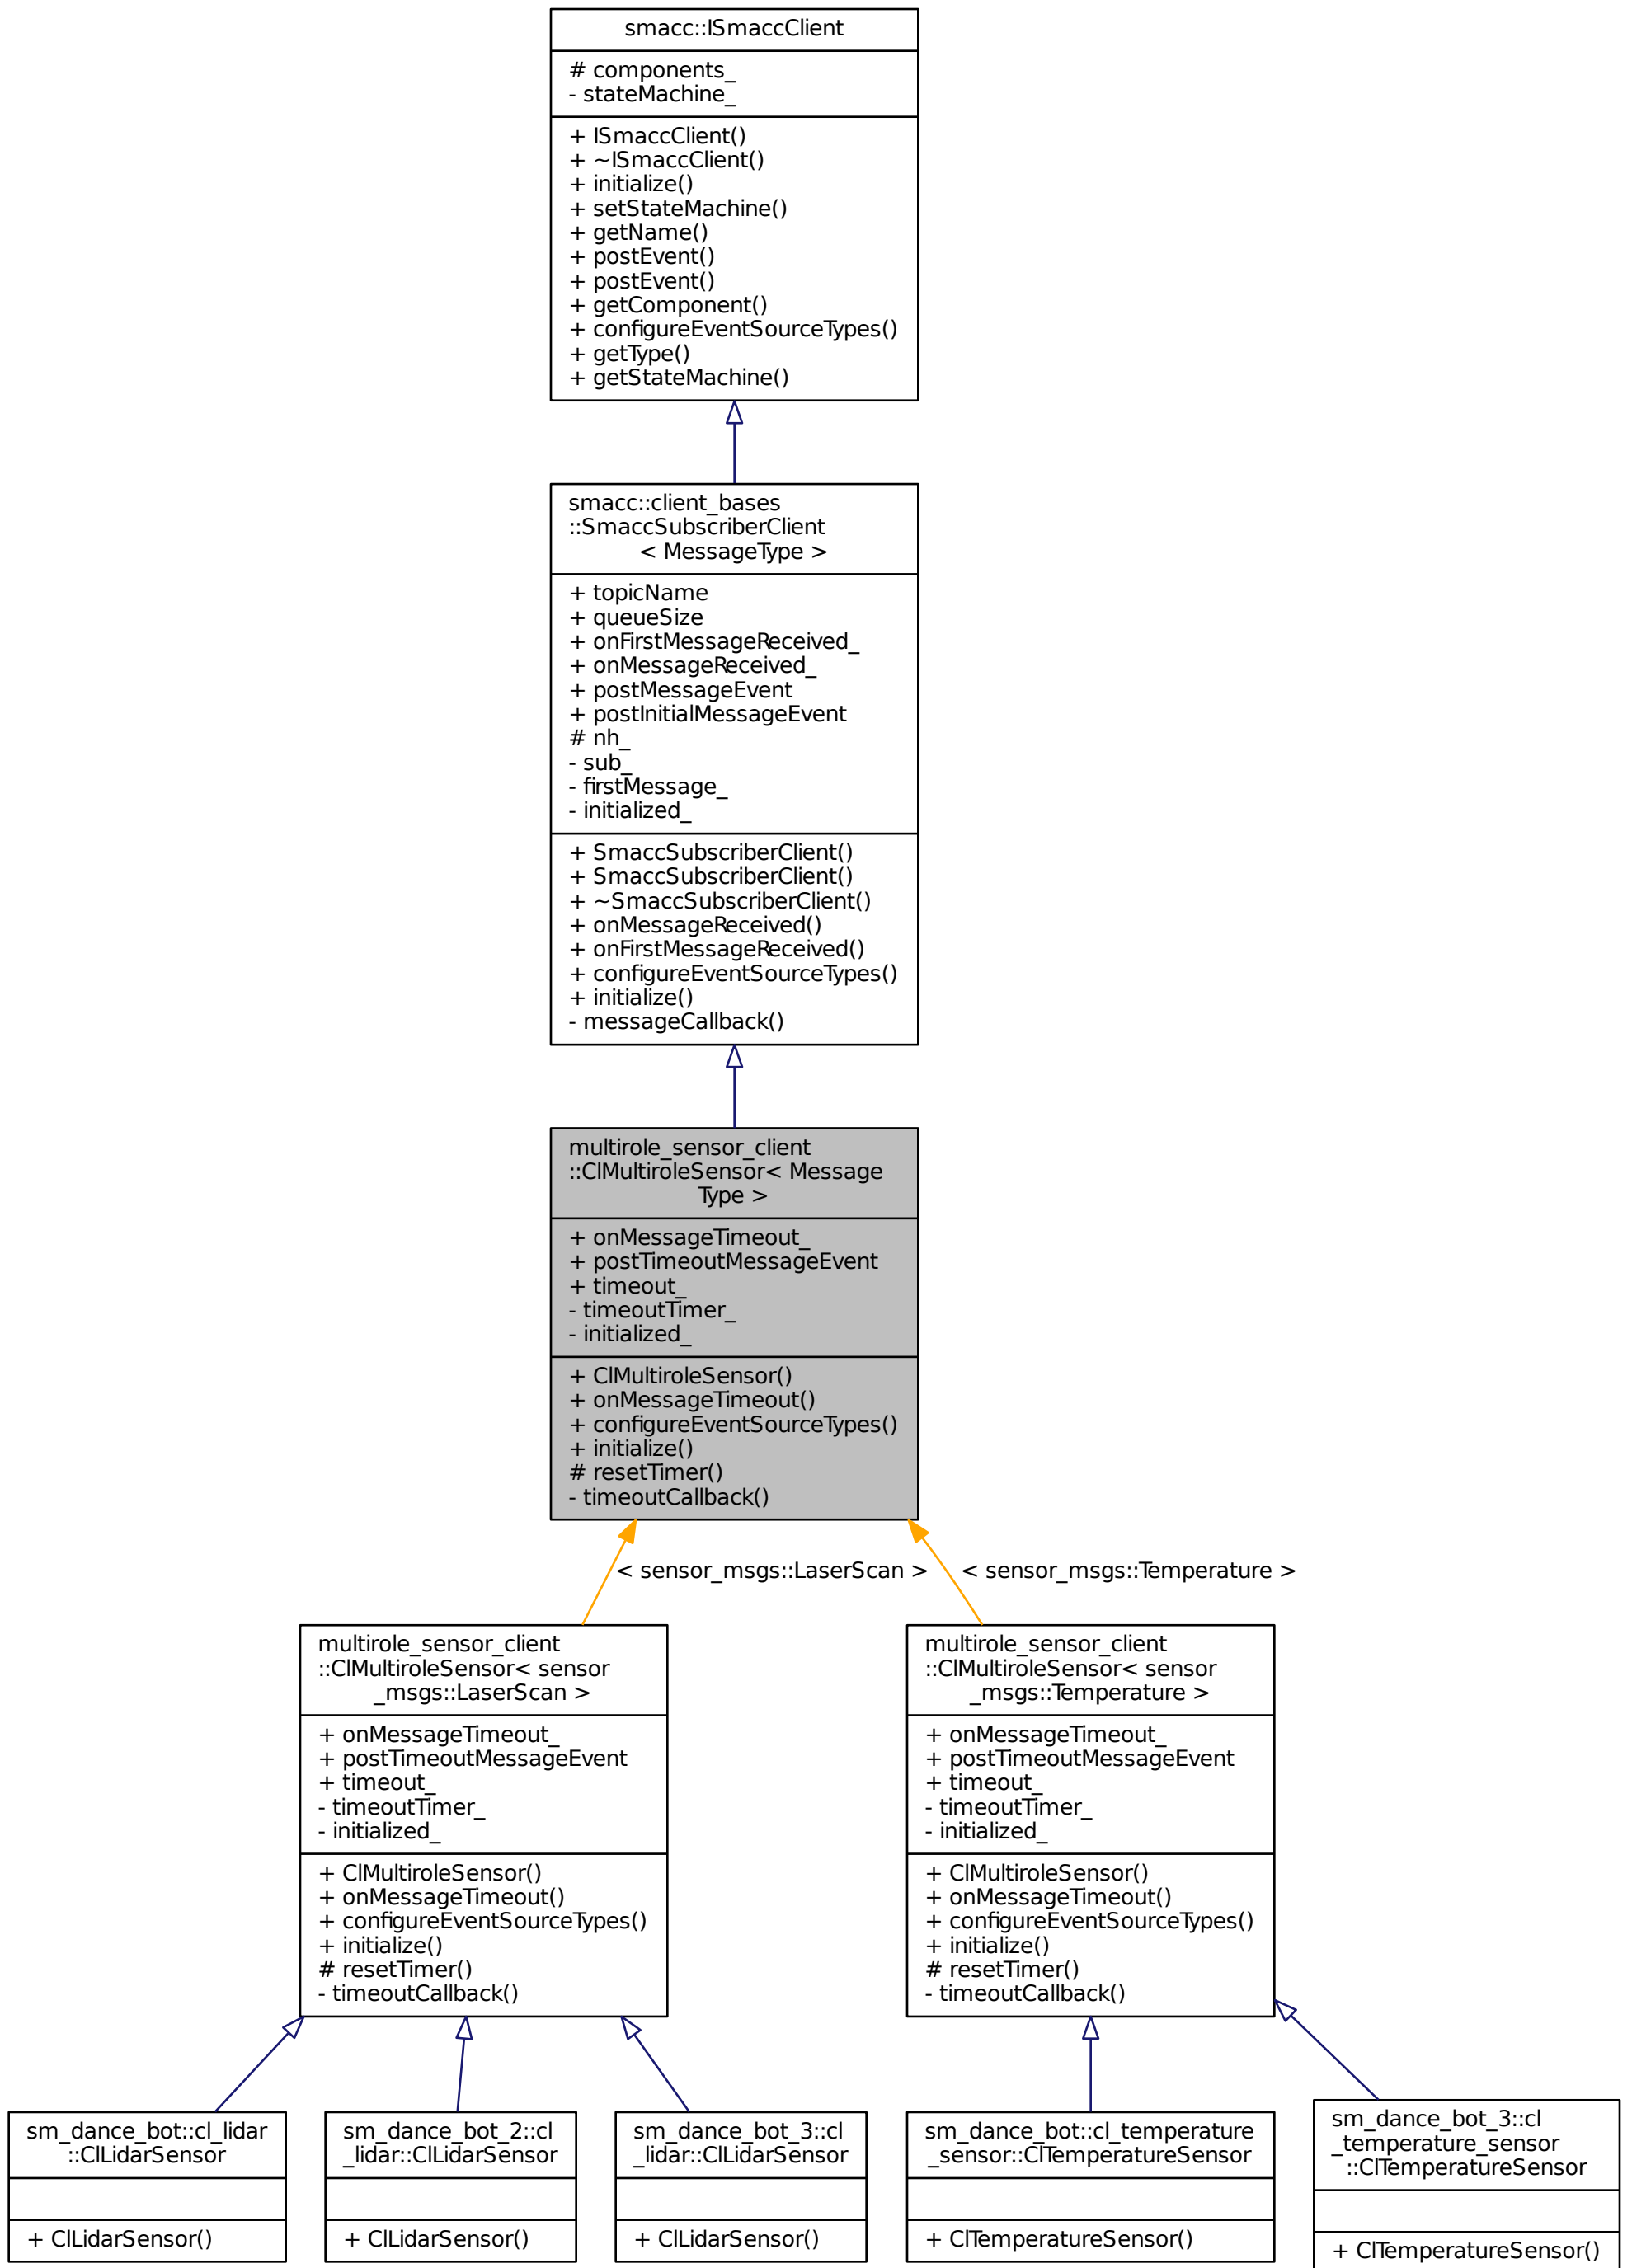 smacc::ISmaccClient
# components_
- stateMachine_
+ ISmaccClient()
+ ~ISmaccClient()
+ initialize()
+ setStateMachine()
+ getName()
+ postEvent()
+ postEvent()
+ getComponent()
+ configureEventSourceTypes()
+ getType()
+ getStateMachine()
smacc::client_bases
::SmaccSubscriberClient
< MessageType >
+ topicName
+ queueSize
+ onFirstMessageReceived_
+ onMessageReceived_
+ postMessageEvent
+ postInitialMessageEvent
# nh_
- sub_
- firstMessage_
- initialized_
+ SmaccSubscriberClient()
+ SmaccSubscriberClient()
+ ~SmaccSubscriberClient()
+ onMessageReceived()
+ onFirstMessageReceived()
+ configureEventSourceTypes()
+ initialize()
- messageCallback()
multirole_sensor_client
::ClMultiroleSensor< Message
Type >
+ onMessageTimeout_
+ postTimeoutMessageEvent
+ timeout_
- timeoutTimer_
- initialized_
+ ClMultiroleSensor()
+ onMessageTimeout()
+ configureEventSourceTypes()
+ initialize()
# resetTimer()
- timeoutCallback()
< sensor_msgs::LaserScan >
< sensor_msgs::Temperature >
multirole_sensor_client
::ClMultiroleSensor< sensor
_msgs::LaserScan >
+ onMessageTimeout_
+ postTimeoutMessageEvent
+ timeout_
- timeoutTimer_
- initialized_
+ ClMultiroleSensor()
+ onMessageTimeout()
+ configureEventSourceTypes()
+ initialize()
# resetTimer()
- timeoutCallback()
multirole_sensor_client
::ClMultiroleSensor< sensor
_msgs::Temperature >
+ onMessageTimeout_
+ postTimeoutMessageEvent
+ timeout_
- timeoutTimer_
- initialized_
+ ClMultiroleSensor()
+ onMessageTimeout()
+ configureEventSourceTypes()
+ initialize()
# resetTimer()
- timeoutCallback()
sm_dance_bot::cl_lidar
::ClLidarSensor
+ ClLidarSensor()
sm_dance_bot_2::cl
_lidar::ClLidarSensor
+ ClLidarSensor()
sm_dance_bot_3::cl
_lidar::ClLidarSensor
+ ClLidarSensor()
sm_dance_bot::cl_temperature
_sensor::ClTemperatureSensor
+ ClTemperatureSensor()
sm_dance_bot_3::cl
_temperature_sensor
::ClTemperatureSensor
+ ClTemperatureSensor()